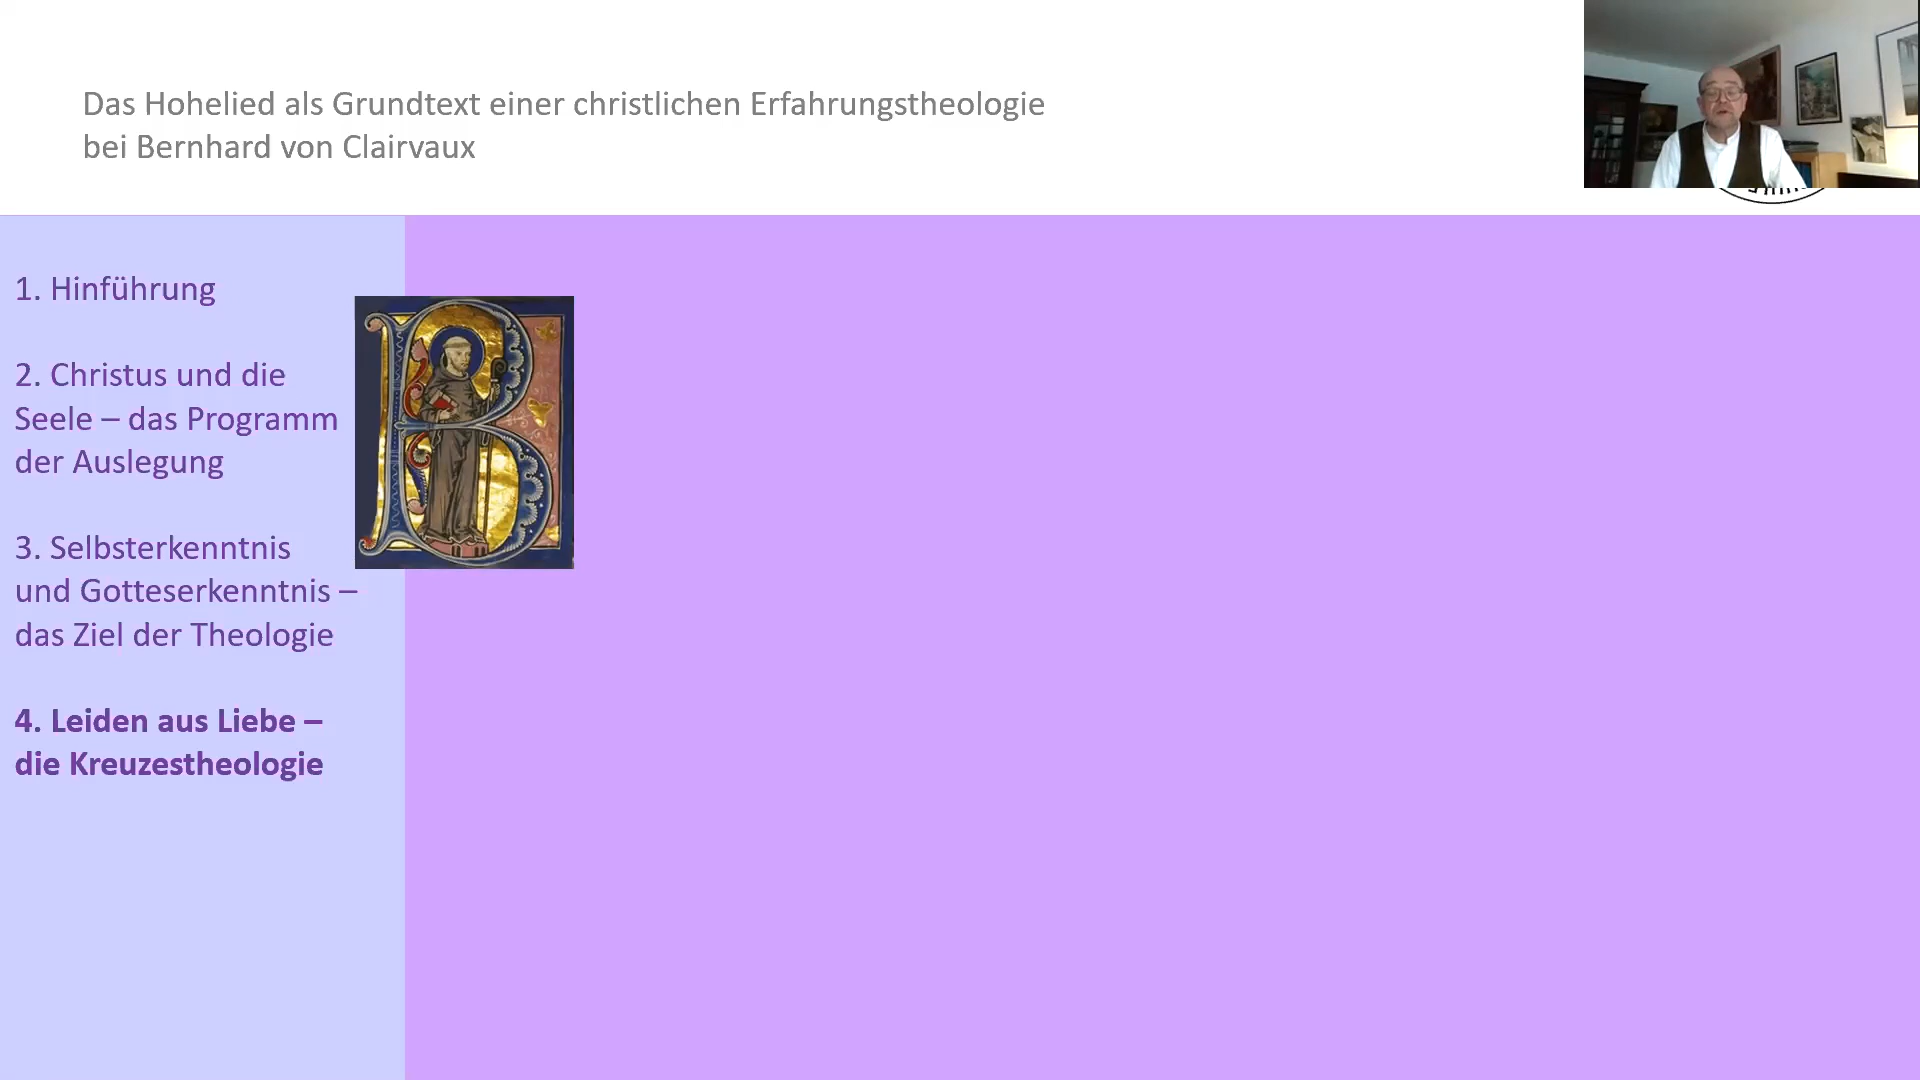 Das Hohelied als Grundtext einer christlichen Erfahrungstheologie
bei Bernhard von Clairvaux
1. Hinführung
2. Christus und die
Seele – das Programm
der Auslegung
3. Selbsterkenntnis
und Gotteserkenntnis –
das Ziel der Theologie
4. Leiden aus Liebe –
die Kreuzestheologie